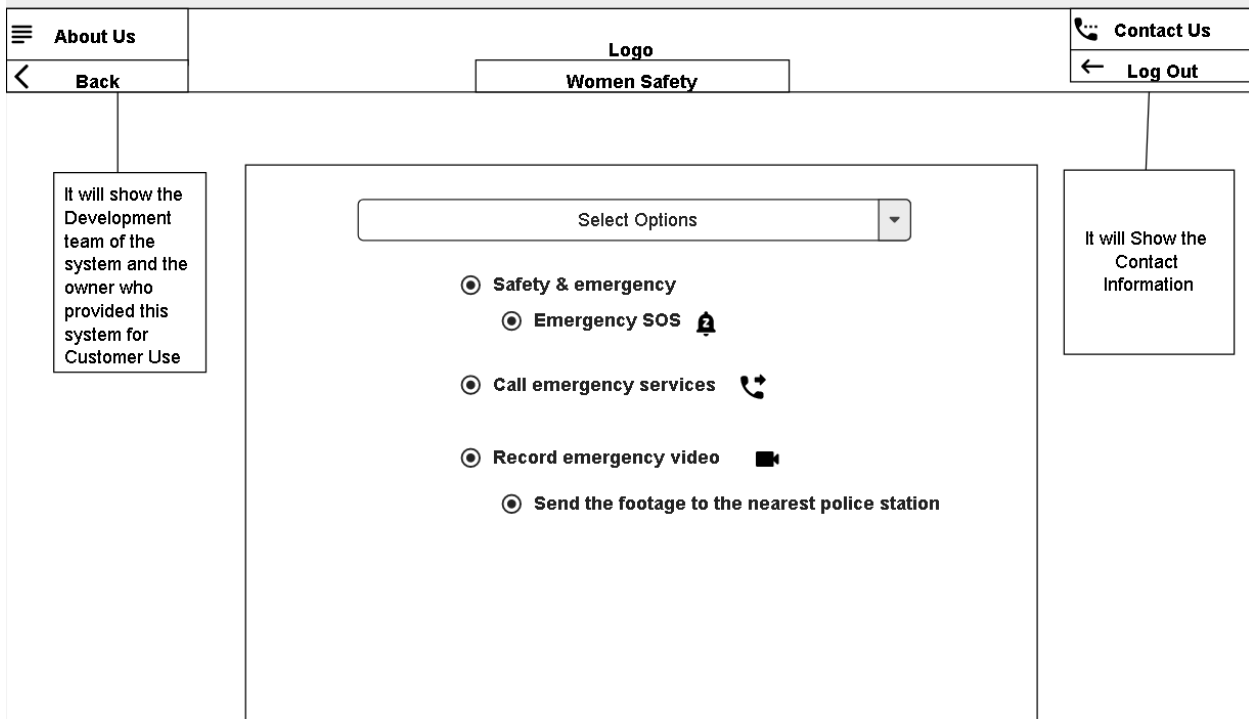 About Us
Back
Logo
Women Safety
Contact Us
Log Out
It will show the
Development
team of the
system and the
owner who
provided this
system for
Customer Use
Select Options
Safety & emergency
Emergency SOS
Call emergency services
Record emergency video
Send the footage to the nearest police station
It will Show the
Contact
Information